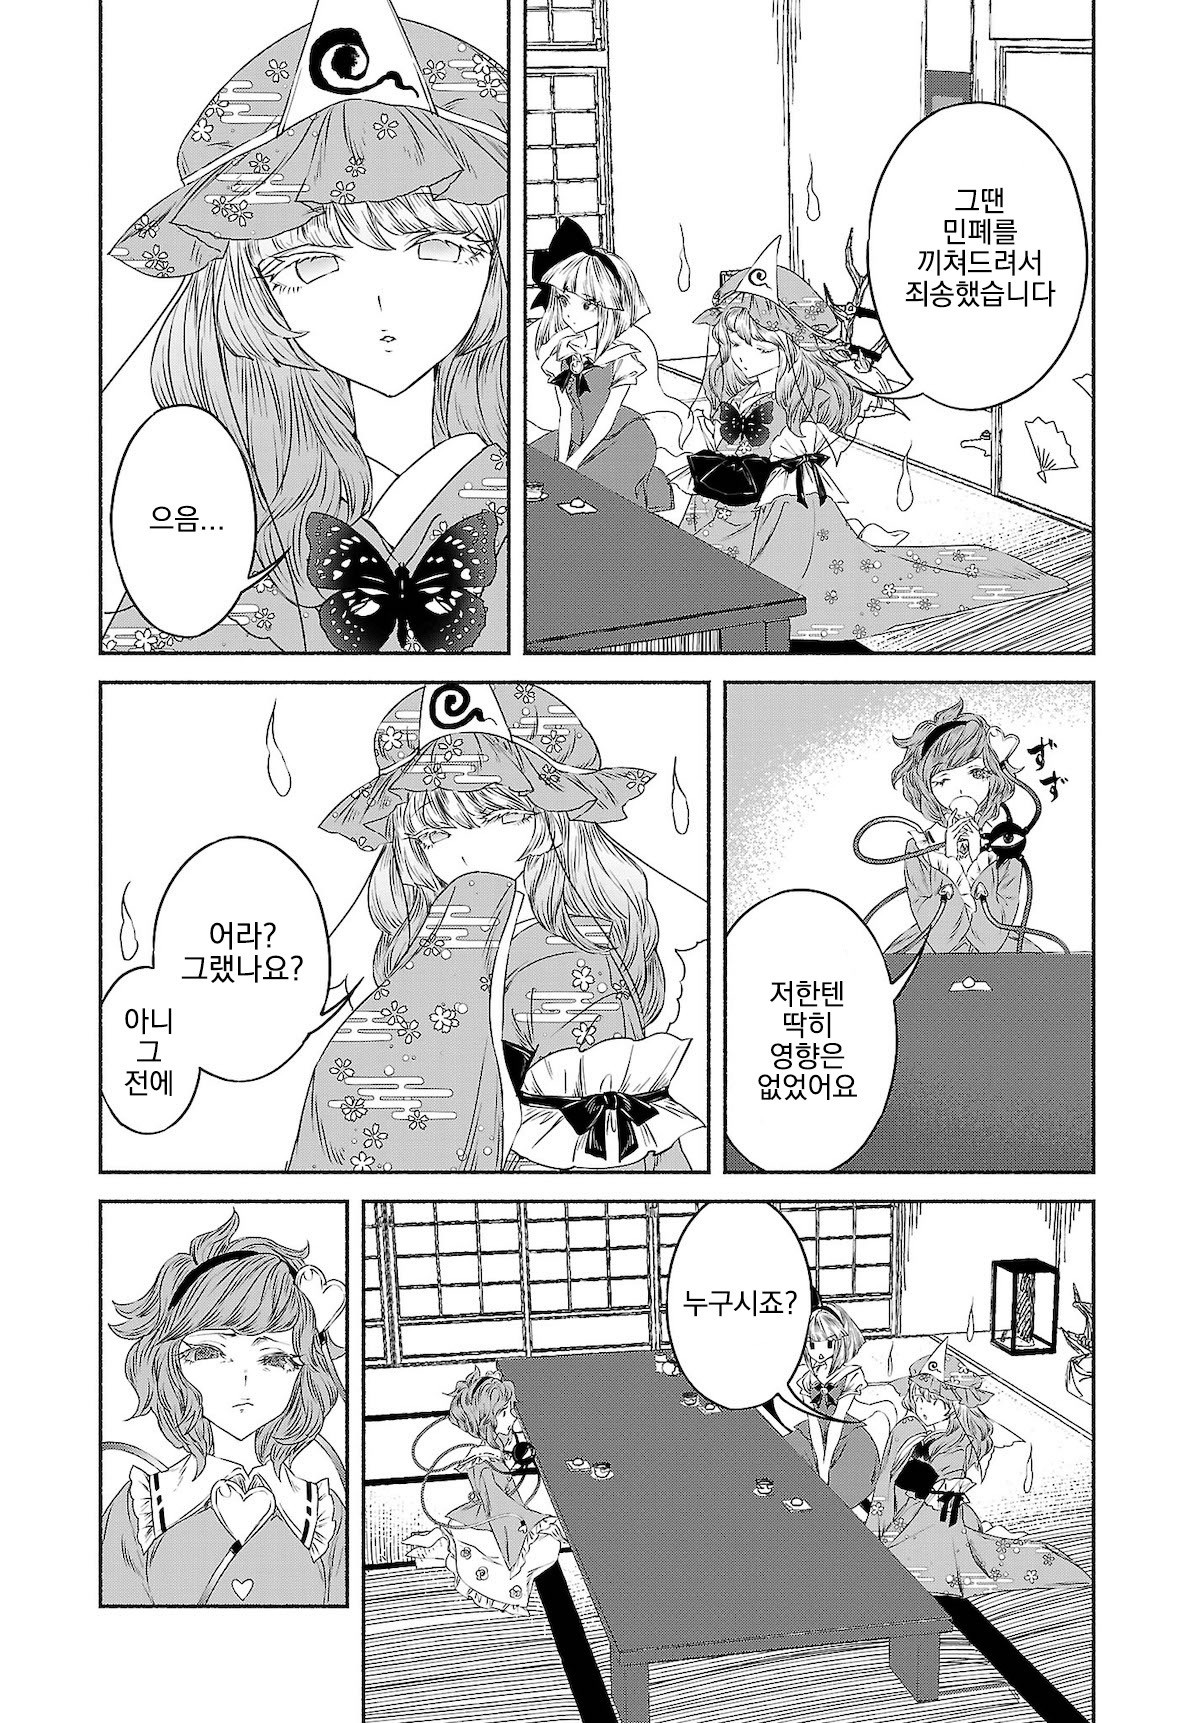 그땐
민폐를
끼쳐드려서
죄송했습니다
으음...
ずず
ず
저한텐
딱히
영향은
없었어요
어라?
그랬나요?
아니
그
전에
누구시죠?